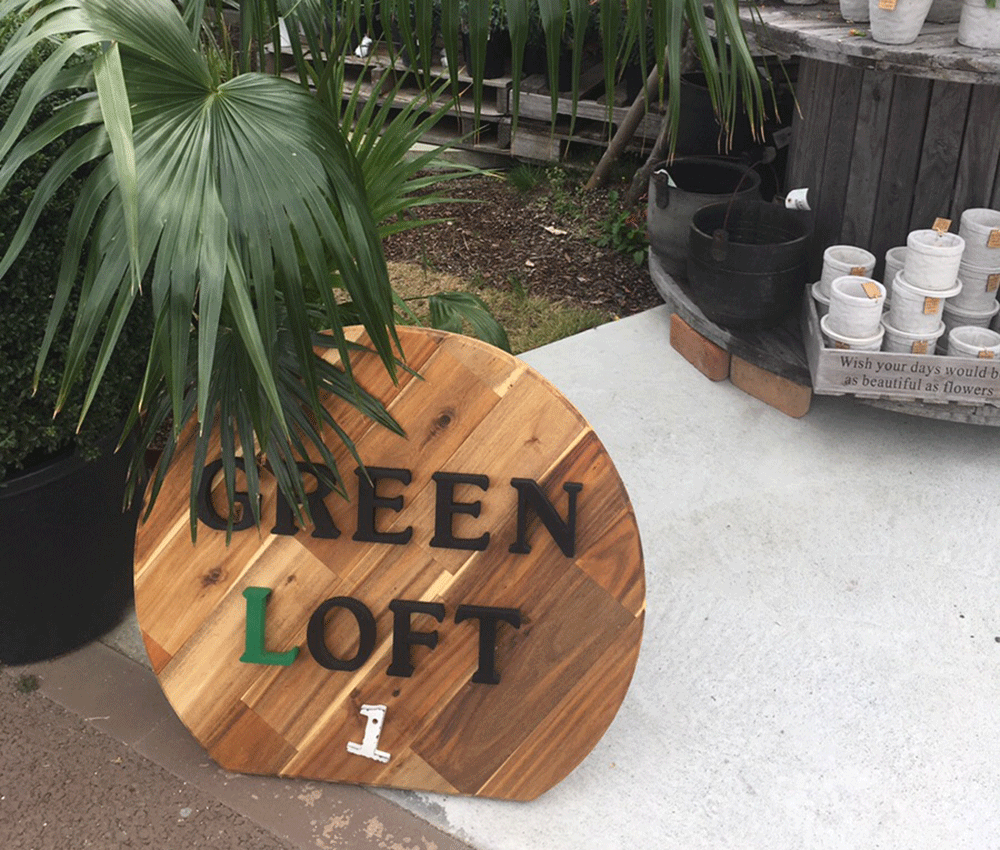 GREEN
LOFT
1
Wish your days would b
as beautiful as flowers